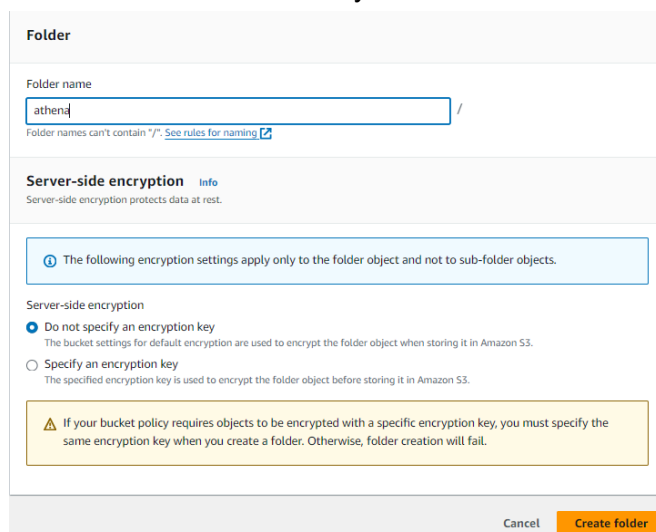 Folder
Folder name
athena
/
Folder names can't contain "/". See rules for naming
Server-side encryption Info
Server-side encryption protects data at rest.
The following encryption settings apply only to the folder object and not to sub-folder objects.
Server-side encryption
Do not specify an encryption key
The bucket settings for default encryption are used to encrypt the folder object when storing it in Amazon S3.
Specify an encryption key
The specified encryption key is used to encrypt the folder object before storing it in Amazon S3.
If your bucket policy requires objects to be encrypted with a specific encryption key, you must specify the
same encryption key when you create a folder. Otherwise, folder creation will fail.
Cancel Create folder